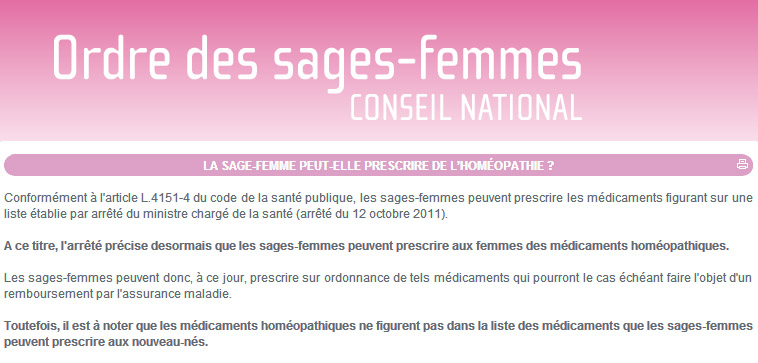 Ordre des sages-femmes
CONSEIL NATIONAL
LA SAGE-FEMME PEUT-ELLE PRESCRIRE DE L'HOMÉOPATHIE ?
Conformément à l'article L.4151-4 du code de la santé publique, les sages-femmes peuvent prescrire les médicaments figurant sur une
liste établie par arrêté du ministre chargé de la santé (arrêté du 12 octobre 2011).
A ce titre, l'arrêté précise desormais que les sages-femmes peuvent prescrire aux femmes des médicaments homéopathiques.
Les sages-femmes peuvent donc, à ce jour, prescrire sur ordonnance de tels médicaments qui pourront le cas échéant faire l'objet d'un
remboursement par l'assurance maladie.
Toutefois, il est à noter que les médicaments homéopathiques ne figurent pas dans la liste des médicaments que les sages-femmes
peuvent prescrire aux nouveau-nés.